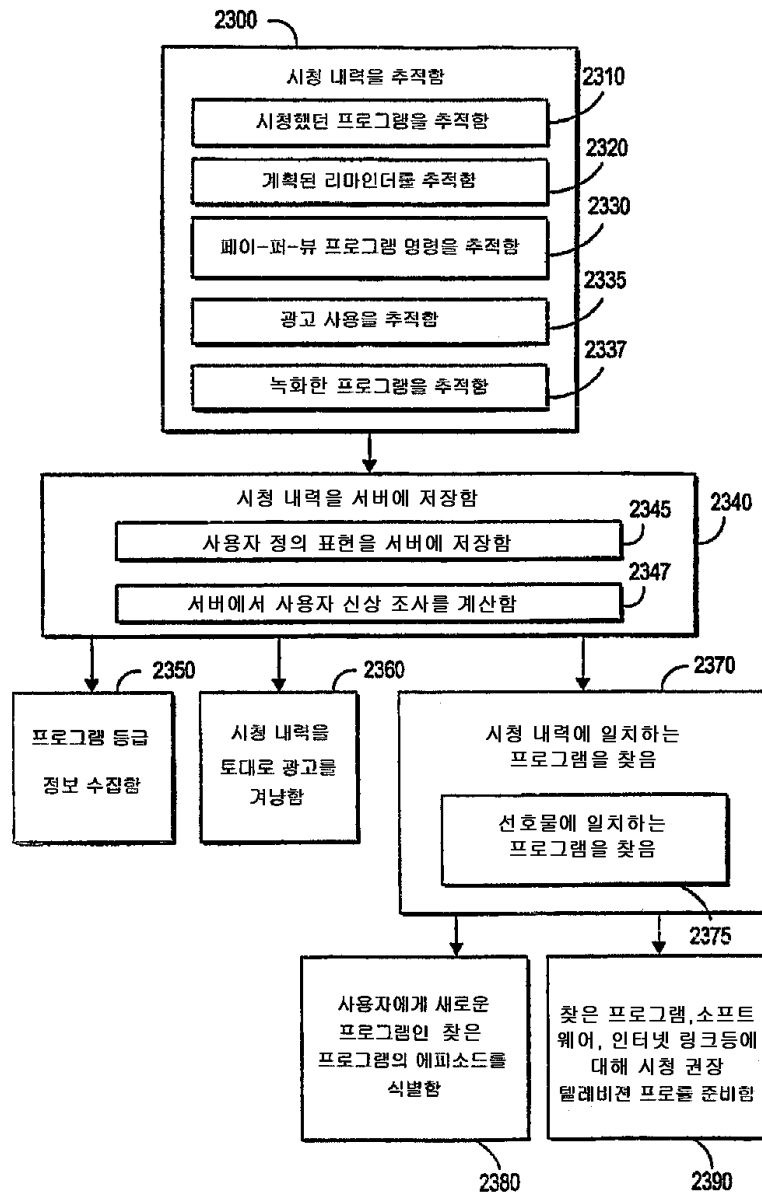 2300
시청 내력을 추적함
2310
시청했던 프로그램을 추적함
2320
계획된 리마인더를 추적함
2330
페이-퍼-뷰 프로그램 명령을 추적함
2335
광고 사용을 추적함
2337
녹화한 프로그램을 추적함
시청 내력을 서버에 저장함
2340
2345
사용자 정의 표현을 서버에 저장함
2347
서버에서 사용자 신상 조사를 계산함
2350
프로그램 등급
정보 수집함
2360
시청 내력을
토대로 광고를
겨냥함
2370
시청 내력에 일치하는
프로그램을 찾음
선호물에 일치하는
프로그램을 찾음
2375
사용자에게 새로운
프로그램인 찾은
프로그램의 에피소드를
식별함
2380
찾은 프로그램,소프트
웨어, 인터넷 링크등에
대해 시청 권장
텔레비젼 프로를 준비함
2390